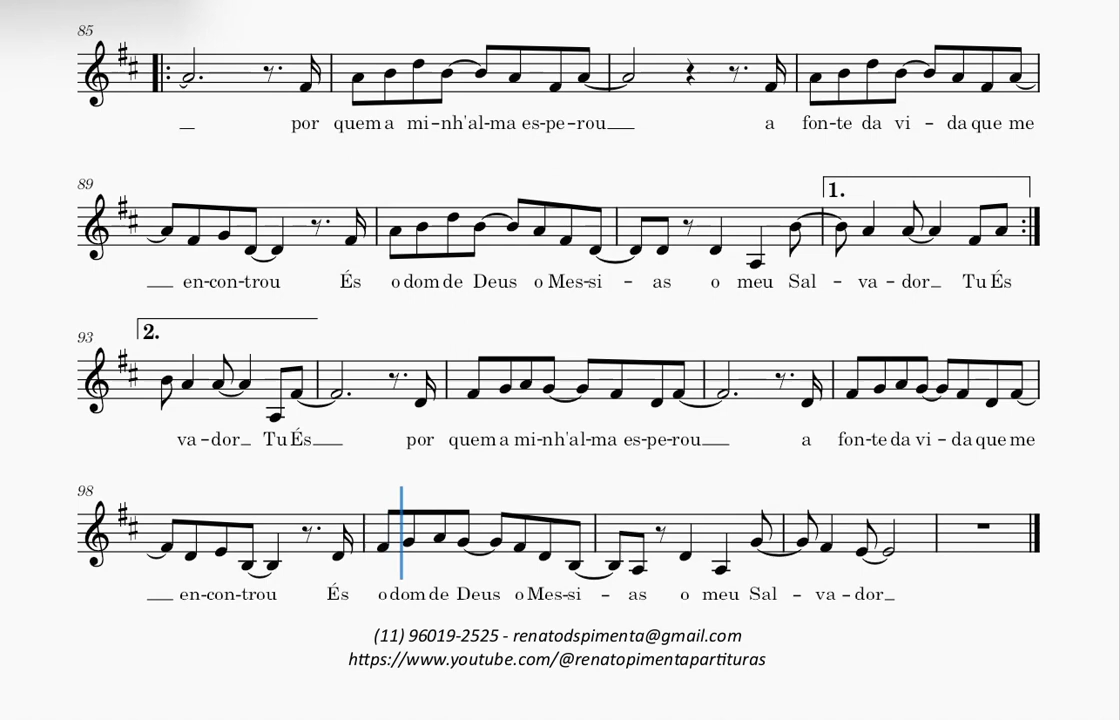 85
por quem a mi-nh'al-ma es-pe-rou a fon-te da vi - da que me
89
1.
en-con-trou És o dom de Deus o Mes-si - as o meu Sal - va - dor Tu És
93
2.
va - dor Tu És por quem a mi-nh'al-ma es-pe-rou a fon-te da vi - da que me
98
en-con-trou És o dom de Deus o Mes-si - as o meu Sal - va - dor
(11) 96019-2525 - renatodspimenta@gmail.com
https://www.youtube.com/@renatopimentapartituras